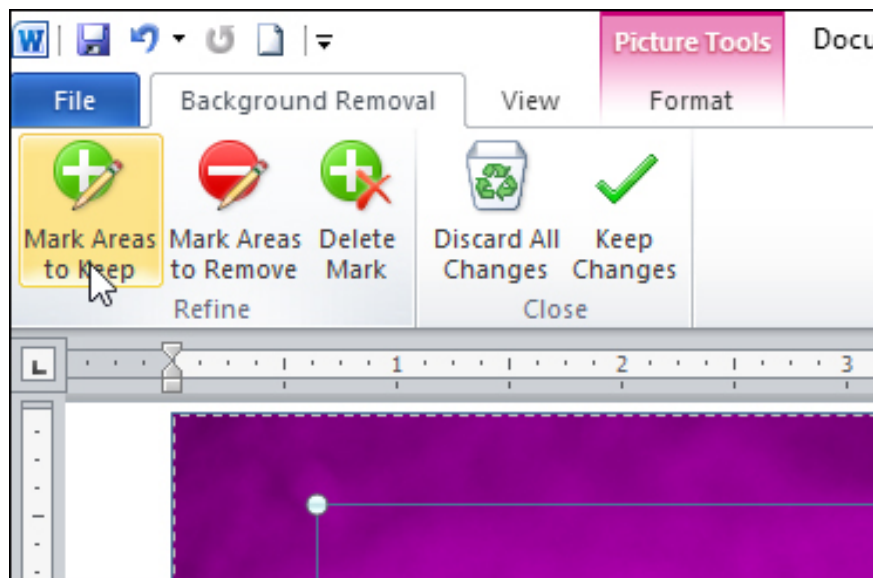 W
Picture Tools
Docu
File
Background Removal
View
Format
Mark Areas
to Keep
Mark Areas
to Remove
Delete
Mark
Discard All
Changes
Keep
Changes
Refine
Close
L
1
2
3